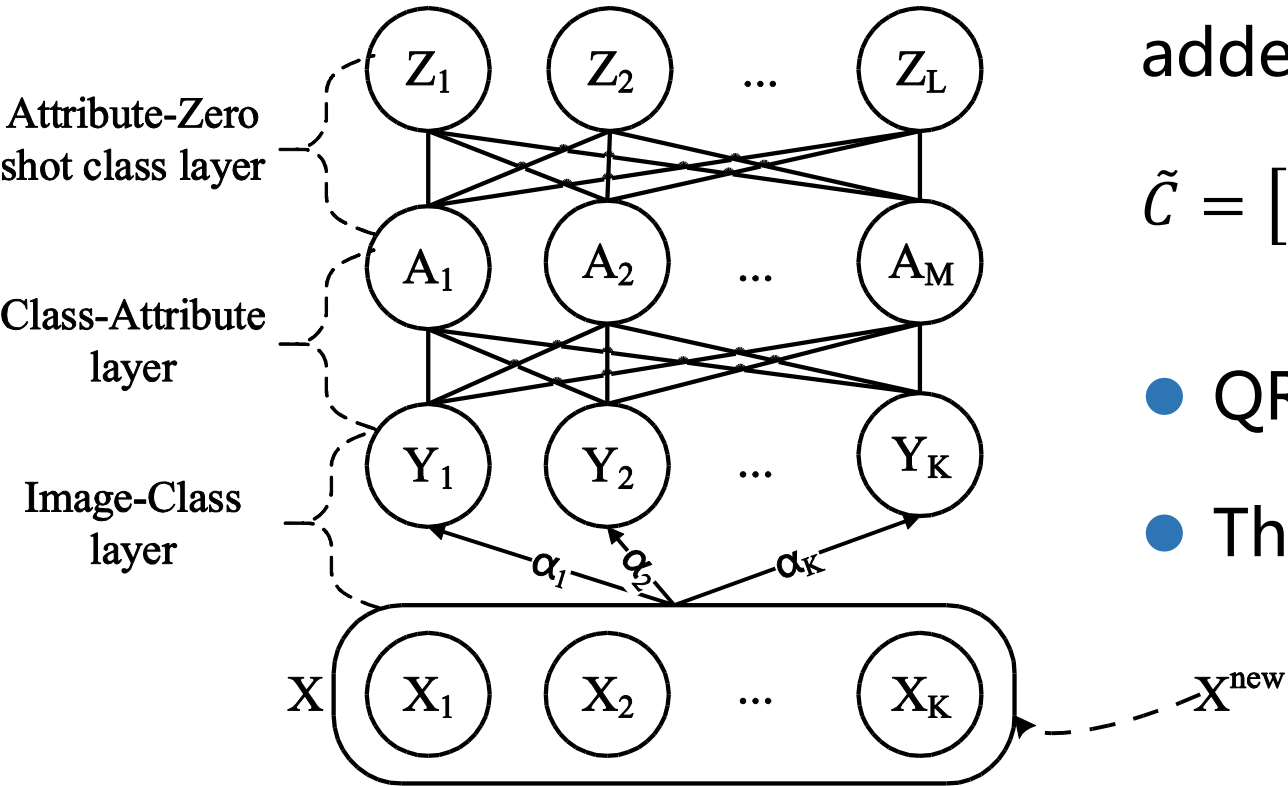 Z1 Z2 ... ZL
Attribute-Zero
shot class layer
A1 A2 ... AM
Class-Attribute
layer
Y1 Y2 ... YK
Image-Class
layer
α1 α2 αK
X X1 X2 ... XK
Xnew
adde
C̃ = [
● QR
● Th